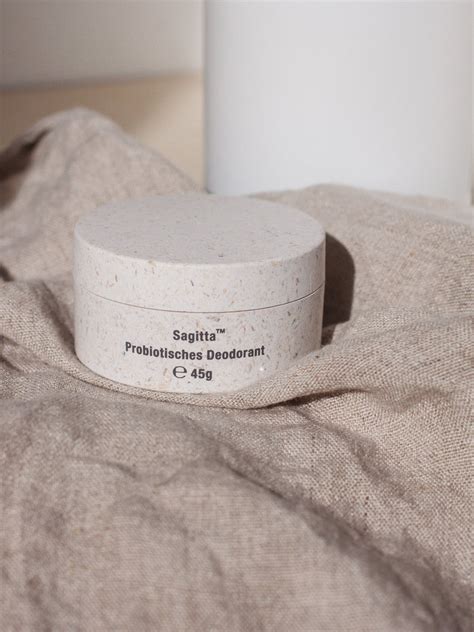 Sagitta™
Probiotisches Deodorant
℮ 45g